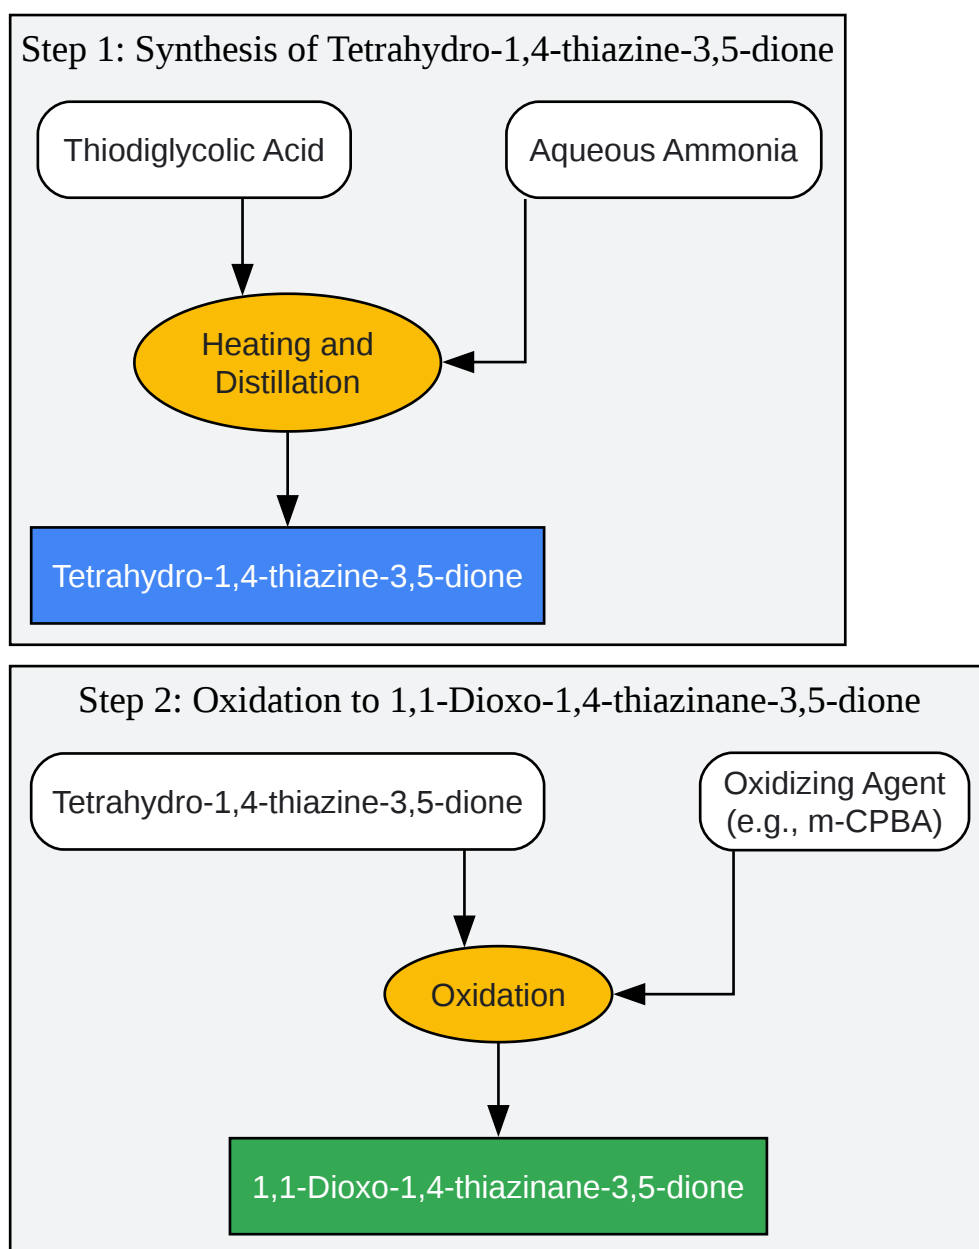 Step 1: Synthesis of Tetrahydro-1,4-thiazine-3,5-dione
Thiodiglycolic Acid
Aqueous Ammonia
Heating and
Distillation
Tetrahydro-1,4-thiazine-3,5-dione
Step 2: Oxidation to 1,1-Dioxo-1,4-thiazinane-3,5-dione
Tetrahydro-1,4-thiazine-3,5-dione
Oxidizing Agent
(e.g., m-CPBA)
Oxidation
1,1-Dioxo-1,4-thiazinane-3,5-dione